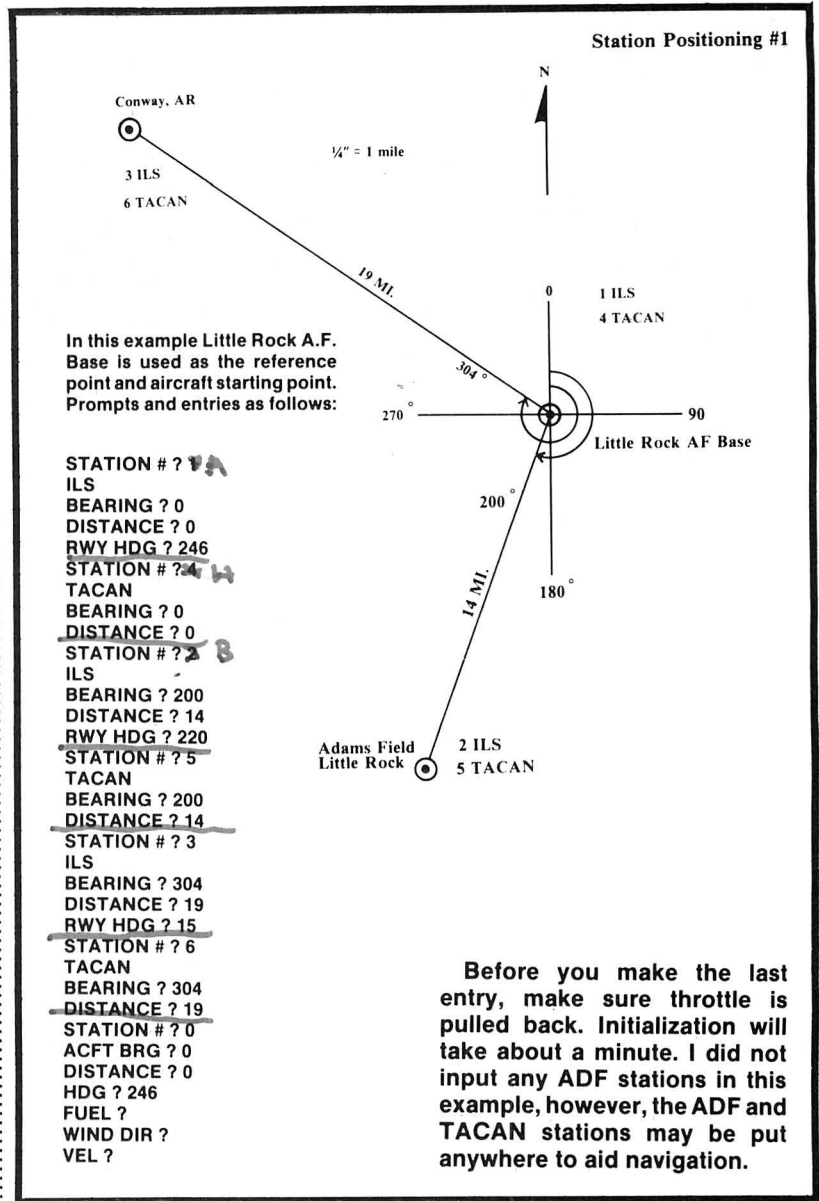 Station Positioning #1
N
Conway, AR
¼" = 1 mile
3 ILS
6 TACAN
19 MI.
304°
0
1 ILS
4 TACAN
270°
90
Little Rock AF Base
200°
180°
14 MI.
Adams Field
Little Rock
2 ILS
5 TACAN
In this example Little Rock A.F.
Base is used as the reference
point and aircraft starting point.
Prompts and entries as follows:
STATION # ? 1 A
ILS
BEARING ? 0
DISTANCE ? 0
RWY HDG ? 246
STATION # ? 4
TACAN
BEARING ? 0
DISTANCE ? 0
STATION # ? 2 B
ILS
BEARING ? 200
DISTANCE ? 14
RWY HDG ? 220
STATION # ? 5
TACAN
BEARING ? 200
DISTANCE ? 14
STATION # ? 3
ILS
BEARING ? 304
DISTANCE ? 19
RWY HDG ? 15
STATION # ? 6
TACAN
BEARING ? 304
DISTANCE ? 19
STATION # ? 0
ACFT BRG ? 0
DISTANCE ? 0
HDG ? 246
FUEL ?
WIND DIR ?
VEL ?
Before you make the last
entry, make sure throttle is
pulled back. Initialization will
take about a minute. I did not
input any ADF stations in this
example, however, the ADF and
TACAN stations may be put
anywhere to aid navigation.